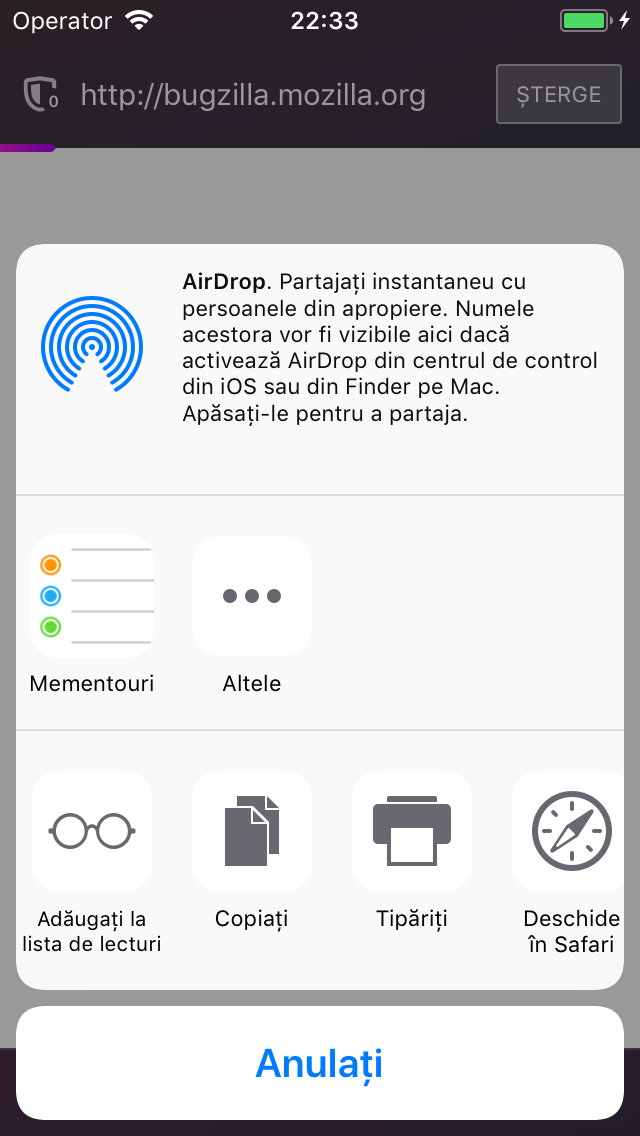 Operator 22:33
0 http://bugzilla.mozilla.org ȘTERGE
AirDrop. Partajați instantaneu cu
persoanele din apropiere. Numele
acestora vor fi vizibile aici dacă
activează AirDrop din centrul de control
din iOS sau din Finder pe Mac.
Apăsați-le pentru a partaja.
Mementouri Altele
Adăugați la
lista de lecturi
Copiați
Tipăriți
Deschide
în Safari
Anulați